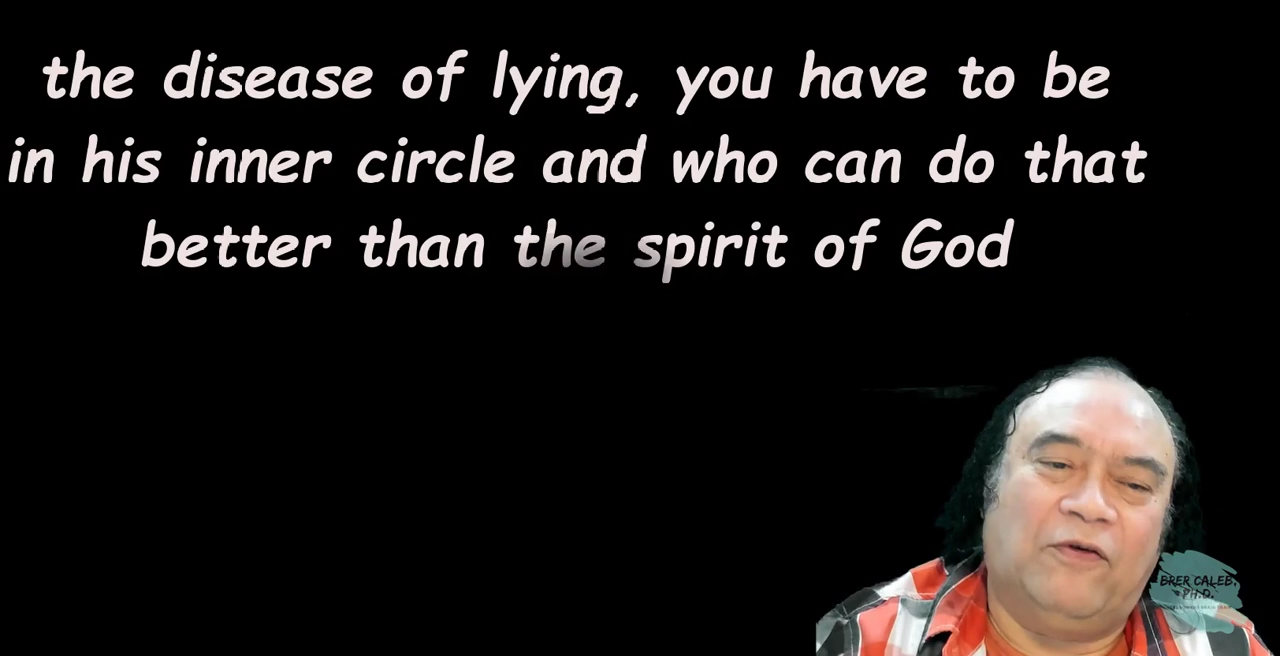 the disease of lying, you have to be
in his inner circle and who can do that
better than the spirit of God
BRER CALEB,
PH.D.